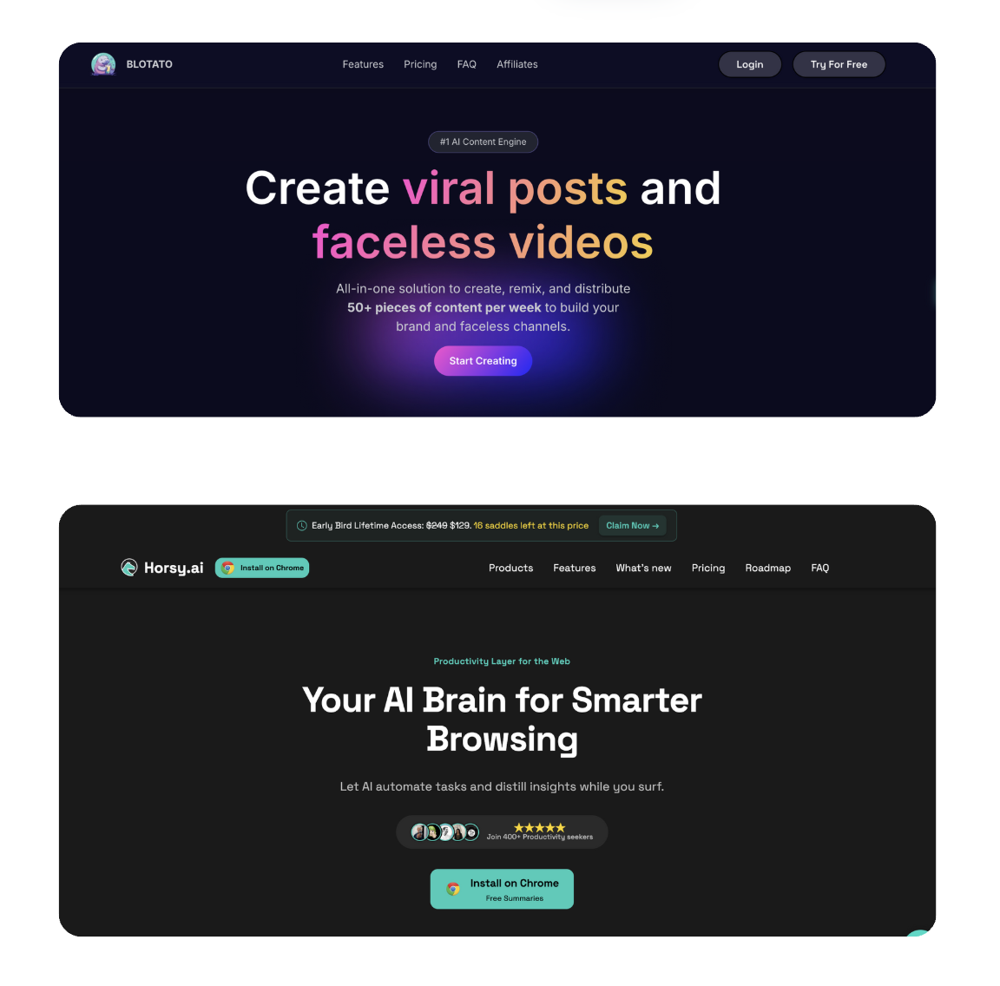 BLOTATO
Features Pricing FAQ Affiliates
Login Try For Free
#1 AI Content Engine
Create viral posts and
faceless videos
All-in-one solution to create, remix, and distribute
50+ pieces of content per week to build your
brand and faceless channels.
Start Creating
Early Bird Lifetime Access: $249 $129. 16 saddles left at this price Claim Now →
Horsy.ai Install on Chrome
Products Features What's new Pricing Roadmap FAQ
Productivity Layer for the Web
Your AI Brain for Smarter
Browsing
Let AI automate tasks and distill insights while you surf.
Join 400+ Productivity seekers
Install on Chrome
Free Summaries